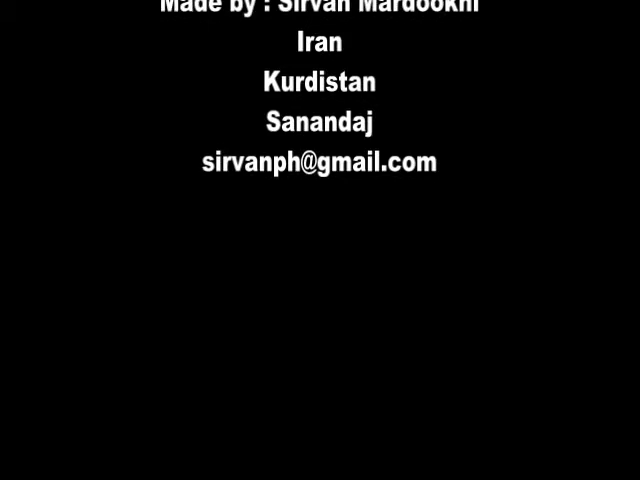 Made by : Sirvan Mardookhi
Iran
Kurdistan
Sanandaj
sirvanph@gmail.com